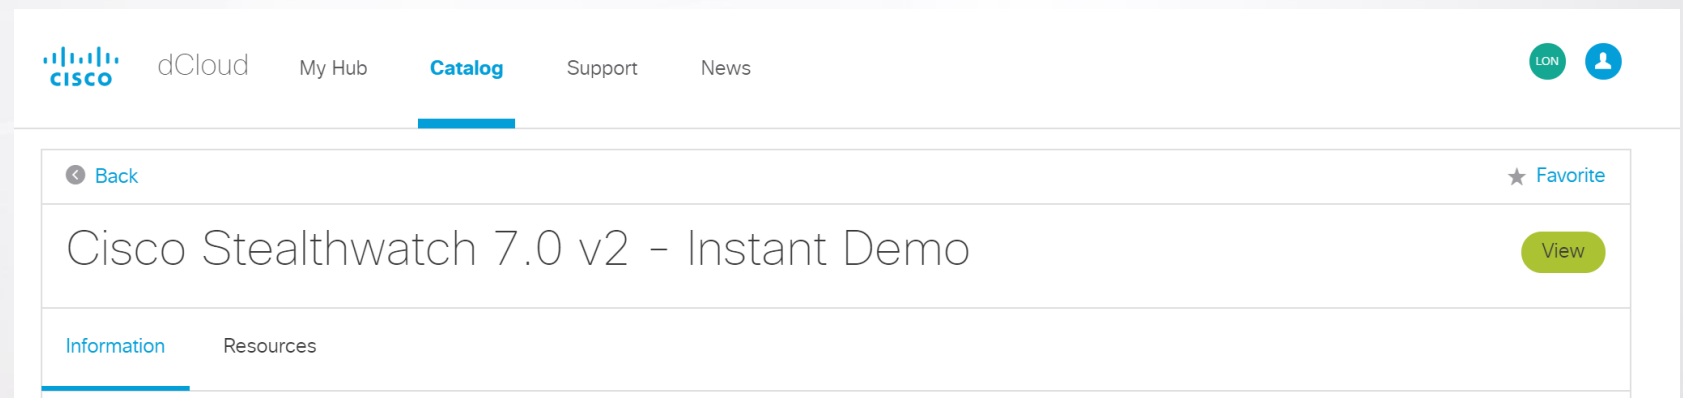 CISCO dCloud My Hub Catalog Support News LON
Back Favorite
Cisco Stealthwatch 7.0 v2 - Instant Demo View
Information Resources